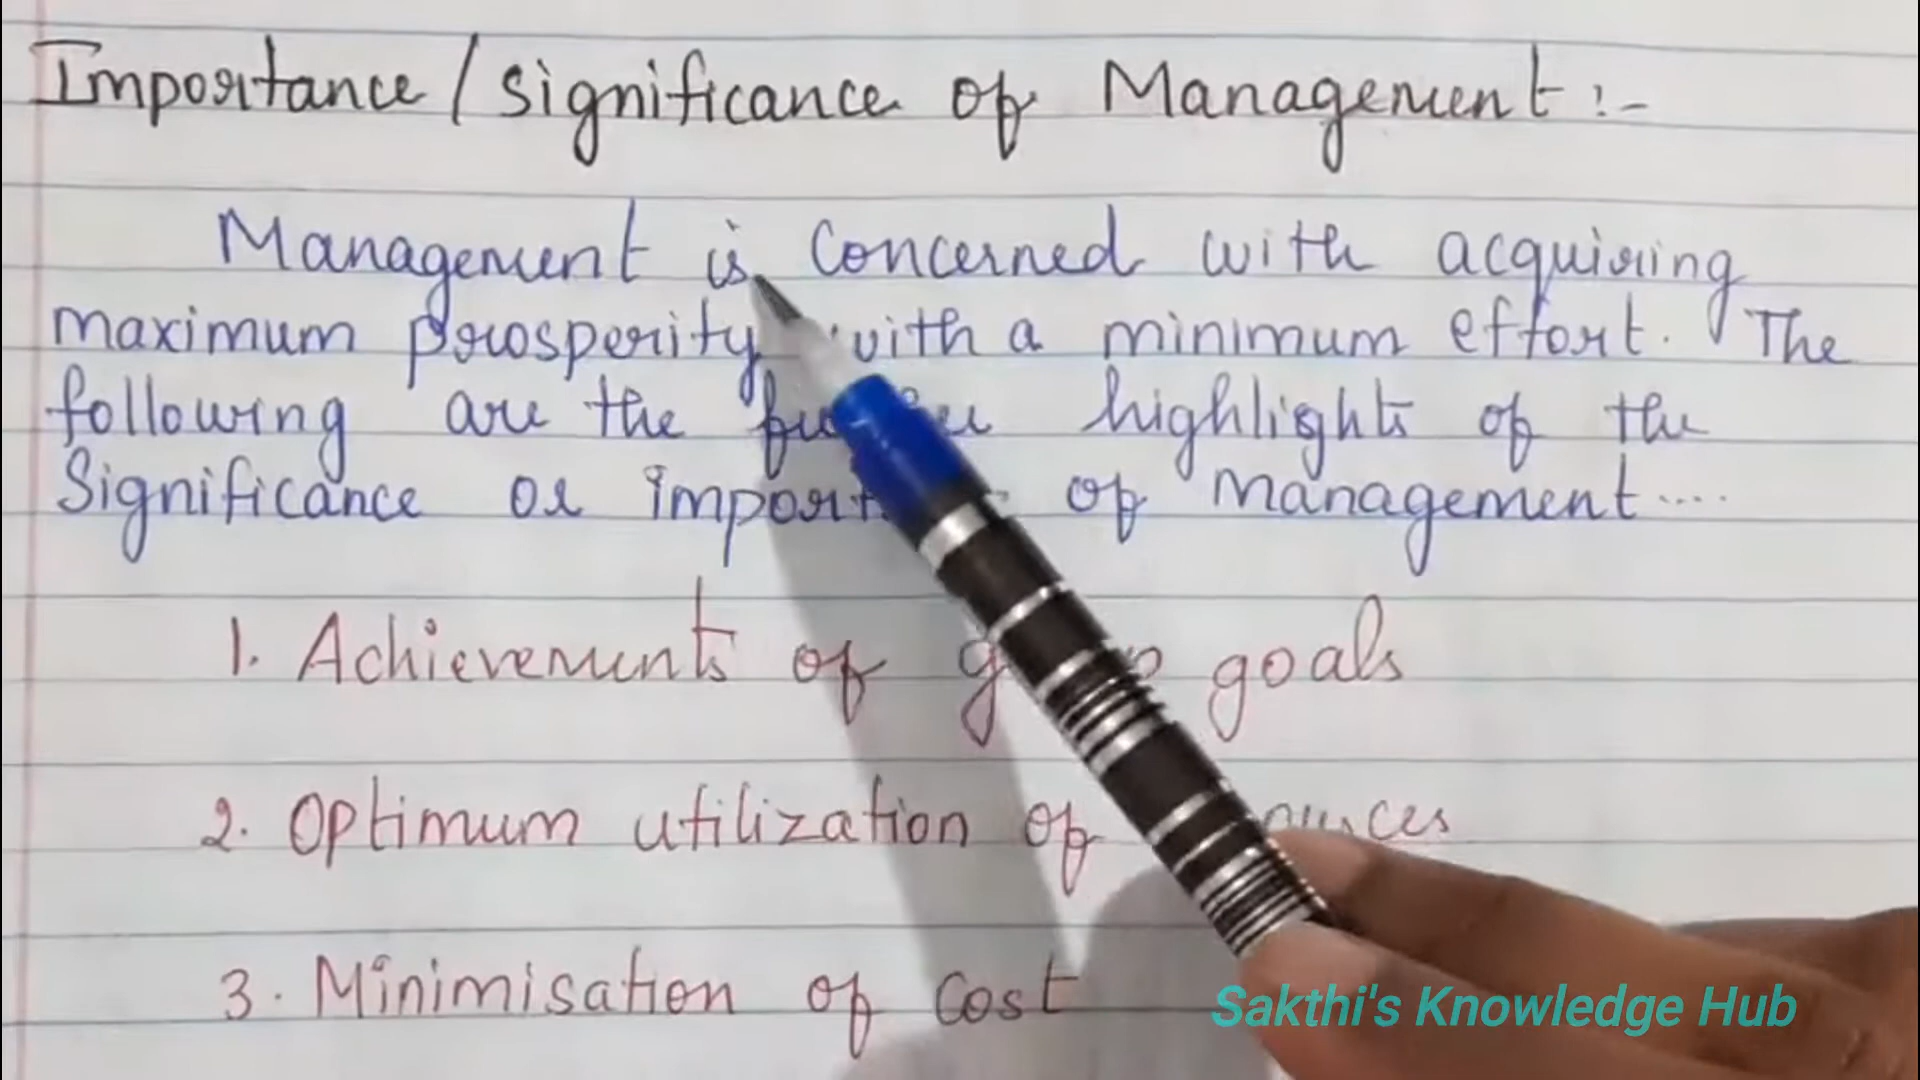 Importance / Significance of Management :-
Management is concerned with acquiring
maximum prosperity with a minimum effort. The
following are the highlights of the
Significance or of management....
1. Achievements of goals
2. Optimum utilization of
3. Minimisation of Cost
Sakthi's Knowledge Hub